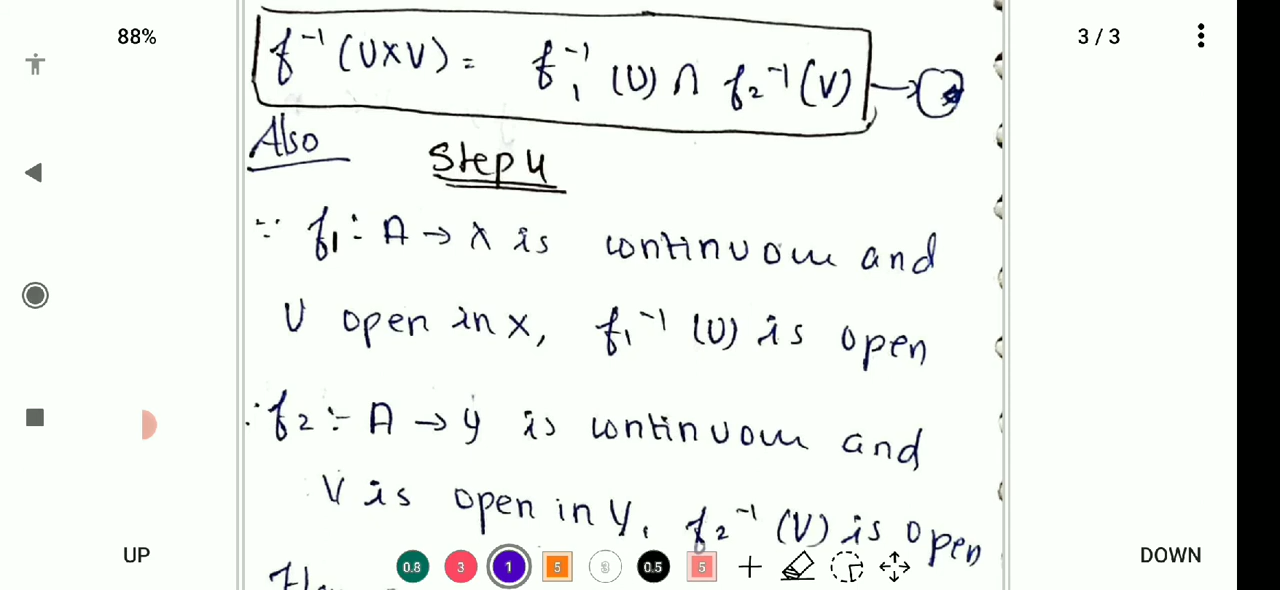 88%
3 / 3
f⁻¹ (U×V) = f₁⁻¹ (U) ∩ f₂⁻¹ (V)
Also
Step 4
∵ f₁ : A → X is continuous and
U open in X, f₁⁻¹ (U) is open
∵ f₂ :- A → y is continuous and
V is open in Y, f₂⁻¹ (V) is open
UP
0.8 3 1 5 3 0.5 5
DOWN